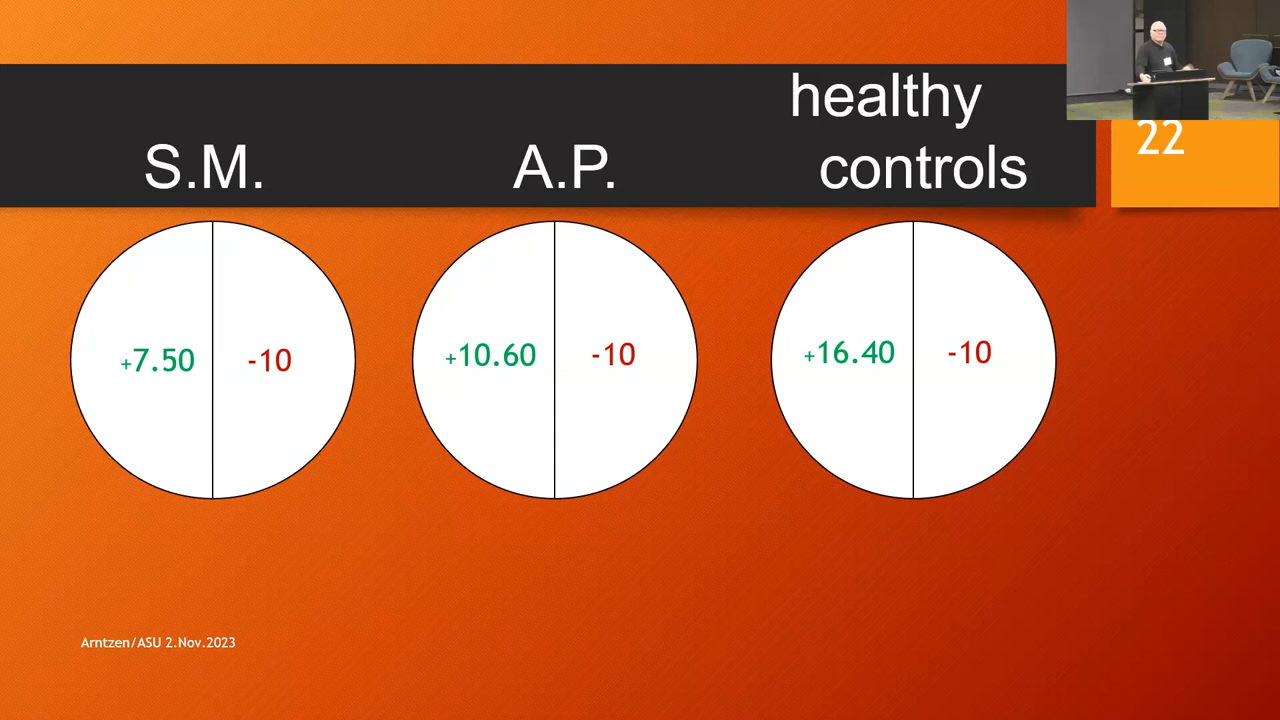 healthy
S.M. A.P. controls
22
+7.50 -10 +10.60 -10 +16.40 -10
Arntzen/ASU 2.Nov.2023